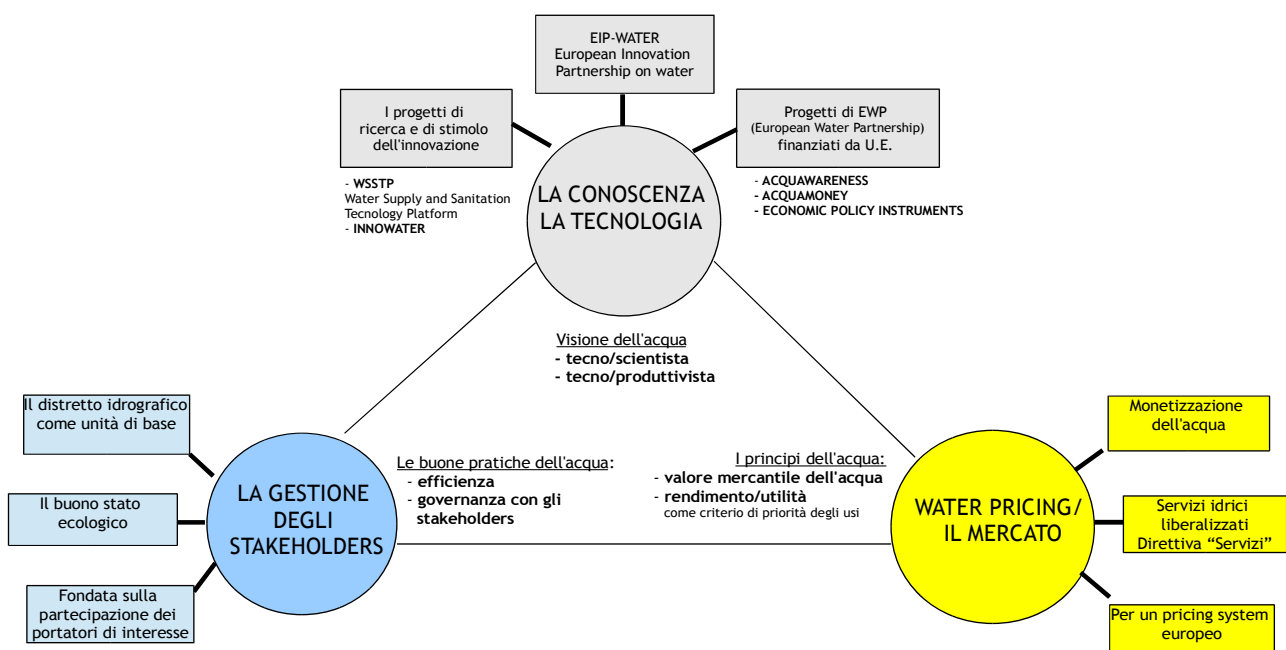 EIP-WATER
European Innovation
Partnership on water
I progetti di
ricerca e di stimolo
dell'innovazione
Progetti di EWP
(European Water Partnership)
finanziati da U.E.
- WSSTP
Water Supply and Sanitation
Tecnology Platform
- INNOWATER
LA CONOSCENZA
LA TECNOLOGIA
- ACQUAWARENESS
- ACQUAMONEY
- ECONOMIC POLICY INSTRUMENTS
Visione dell'acqua
- tecno/scientista
- tecno/produttivista
Il distretto idrografico
come unità di base
Il buono stato
ecologico
Fondata sulla
partecipazione dei
portatori di interesse
LA GESTIONE
DEGLI
STAKEHOLDERS
Le buone pratiche dell'acqua:
- efficienza
- governanza con gli
stakeholders
I principi dell'acqua:
- valore mercantile dell'acqua
- rendimento/utilità
come criterio di priorità degli usi
WATER PRICING/
IL MERCATO
Monetizzazione
dell'acqua
Servizi idrici
liberalizzati
Direttiva “Servizi”
Per un pricing system
europeo